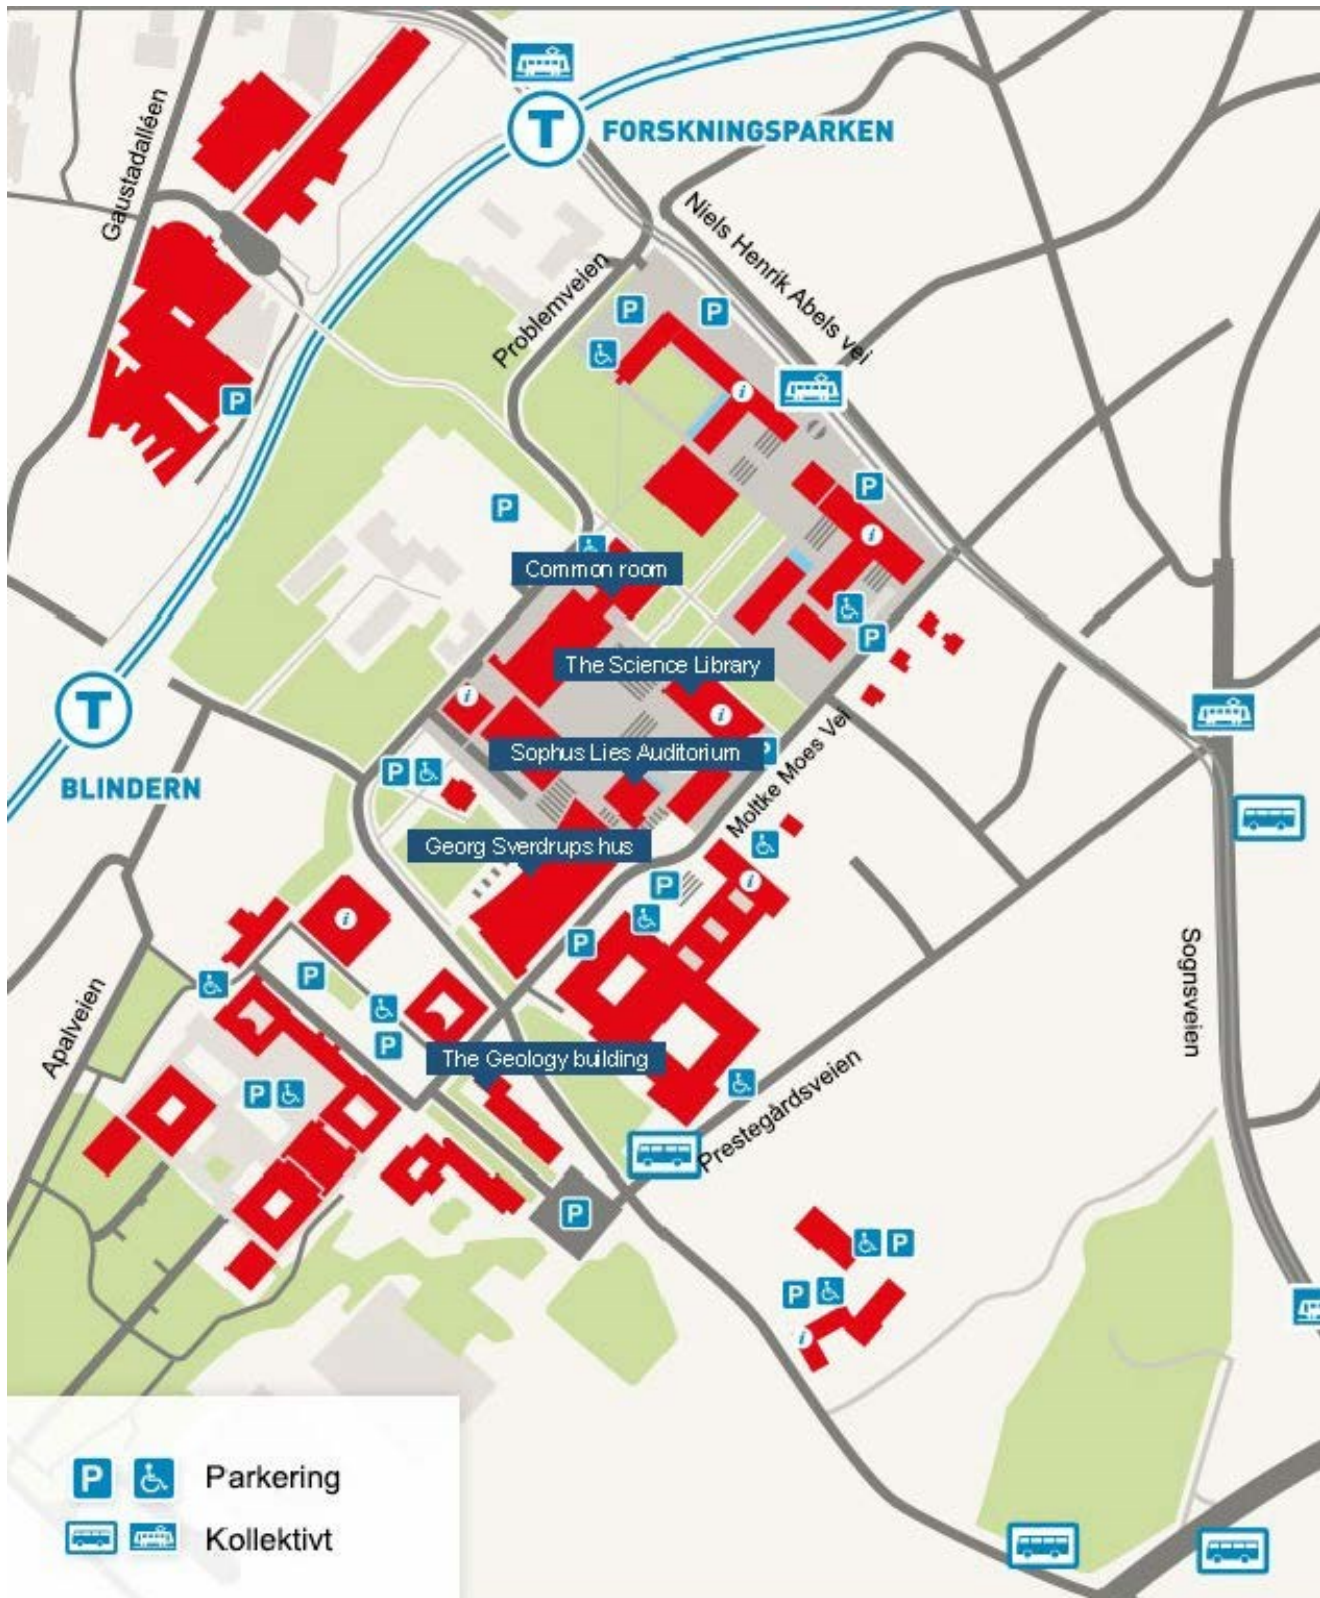 T
FORSKNINGSPARKEN
Gaustadalléen
Niels Henrik Abels vei
Problemveien
P
P
i
P
P
P
i
Common room
P
The Science Library
i
i
T
Sophus Lies Auditorium
P
BLINDERN
P
Moltke Moes Vei
Georg Sverdrups hus
P
i
i
P
Sognsveien
P
Apalveien
P
The Geology building
P
Prestegårdsveien
P
P
P
i
P
Parkering
Kollektivt